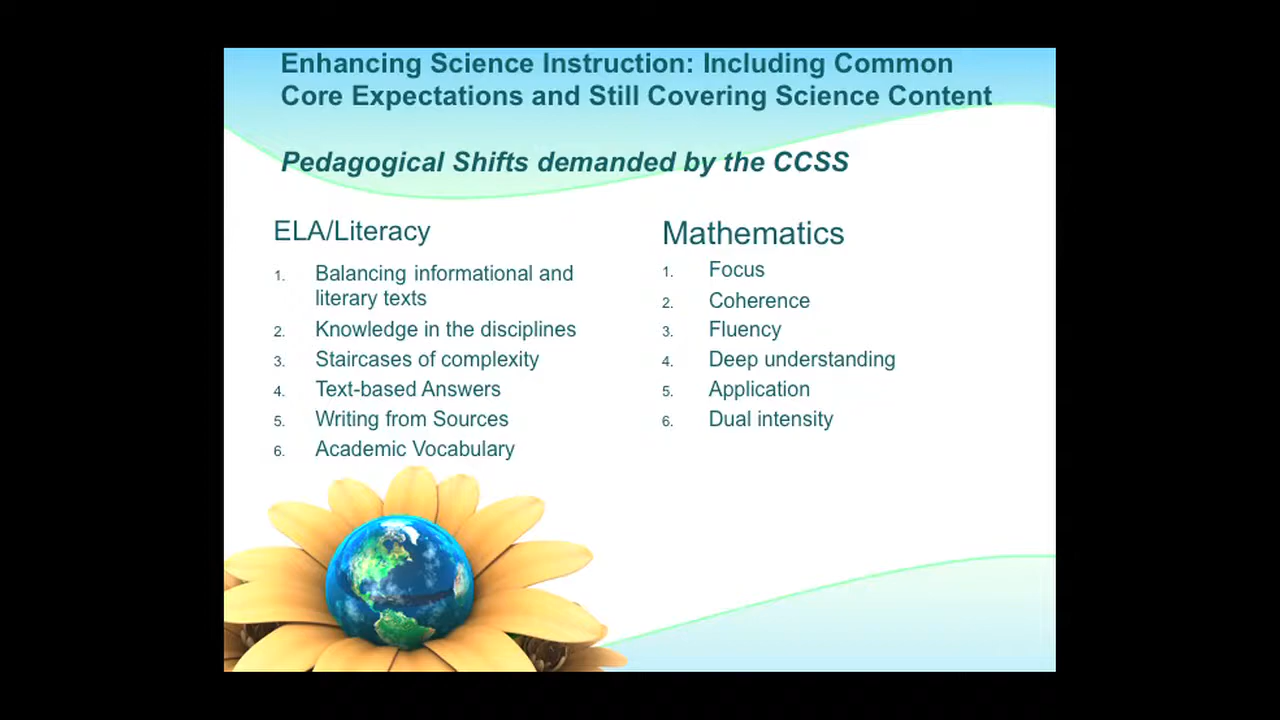 Enhancing Science Instruction: Including Common
Core Expectations and Still Covering Science Content
Pedagogical Shifts demanded by the CCSS
ELA/Literacy
1. Balancing informational and
literary texts
2. Knowledge in the disciplines
3. Staircases of complexity
4. Text-based Answers
5. Writing from Sources
6. Academic Vocabulary
Mathematics
1. Focus
2. Coherence
3. Fluency
4. Deep understanding
5. Application
6. Dual intensity